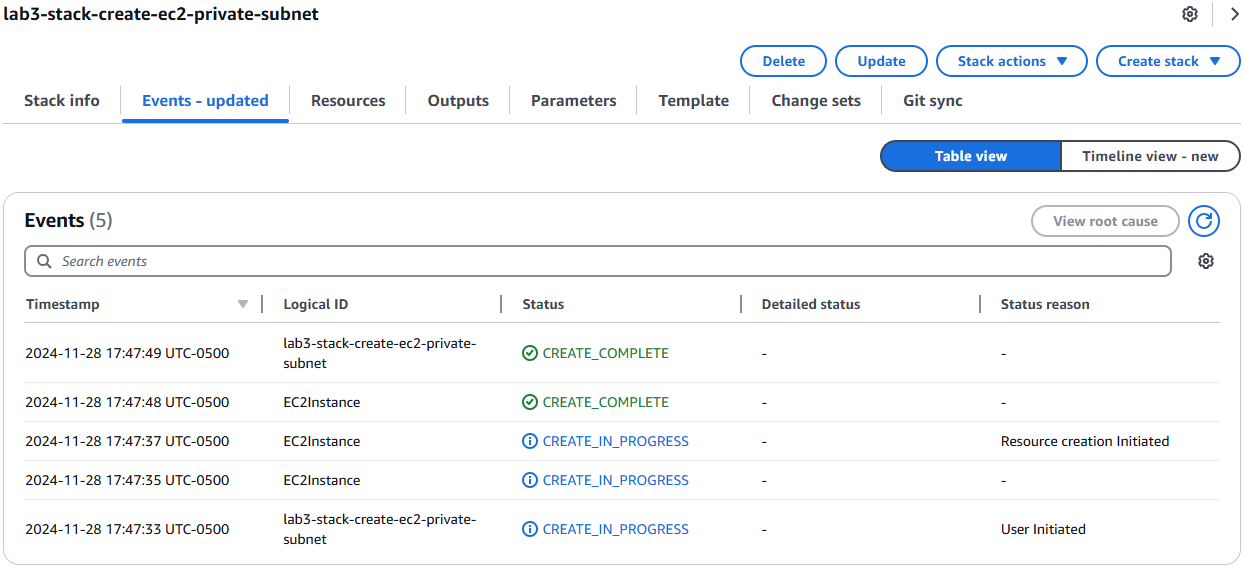 lab3-stack-create-ec2-private-subnet
Delete Update Stack actions Create stack
Stack info Events - updated Resources Outputs Parameters Template Change sets Git sync
Table view Timeline view - new
Events (5) View root cause
Search events
Timestamp Logical ID Status Detailed status Status reason
2024-11-28 17:47:49 UTC-0500 lab3-stack-create-ec2-private-
subnet CREATE_COMPLETE - -
2024-11-28 17:47:48 UTC-0500 EC2Instance CREATE_COMPLETE - -
2024-11-28 17:47:37 UTC-0500 EC2Instance CREATE_IN_PROGRESS - Resource creation Initiated
2024-11-28 17:47:35 UTC-0500 EC2Instance CREATE_IN_PROGRESS - -
2024-11-28 17:47:33 UTC-0500 lab3-stack-create-ec2-private-
subnet CREATE_IN_PROGRESS - User Initiated